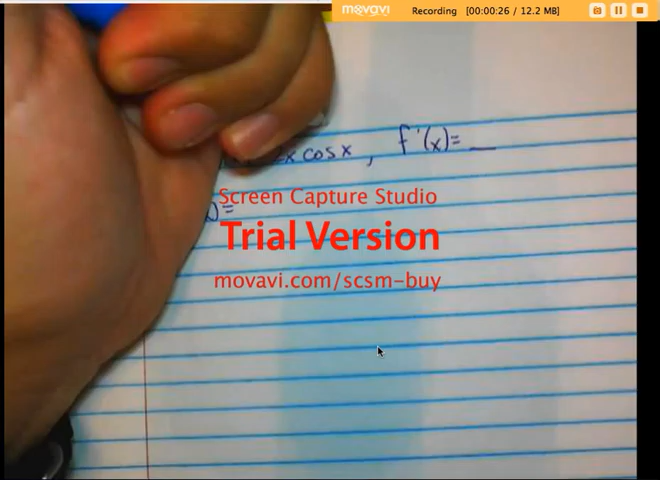 movavi Recording [00:00:26 / 12.2 MB]
x cos x , f'(x)= _
)=
Screen Capture Studio
Trial Version
movavi.com/scsm-buy